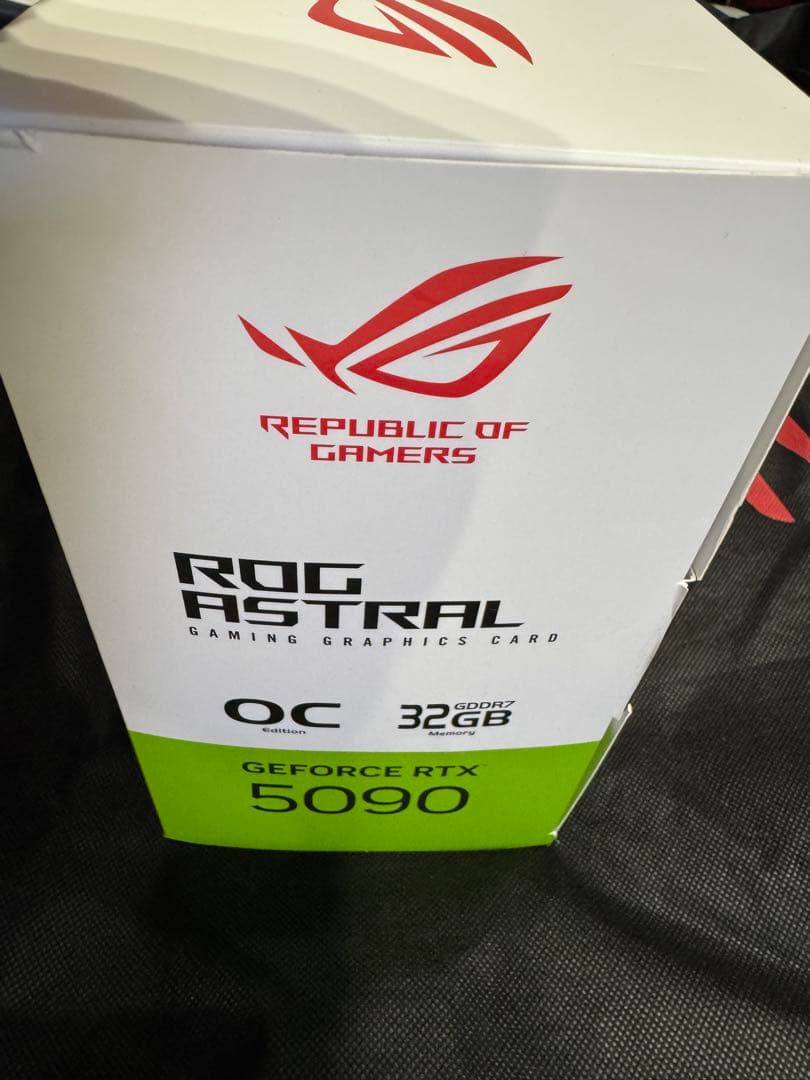 REPUBLIC OF
GAMERS
ROG
ASTRAL
GAMING GRAPHICS CARD
OC
Edition
32GB GDDR7
Memory
GEFORCE RTX
5090